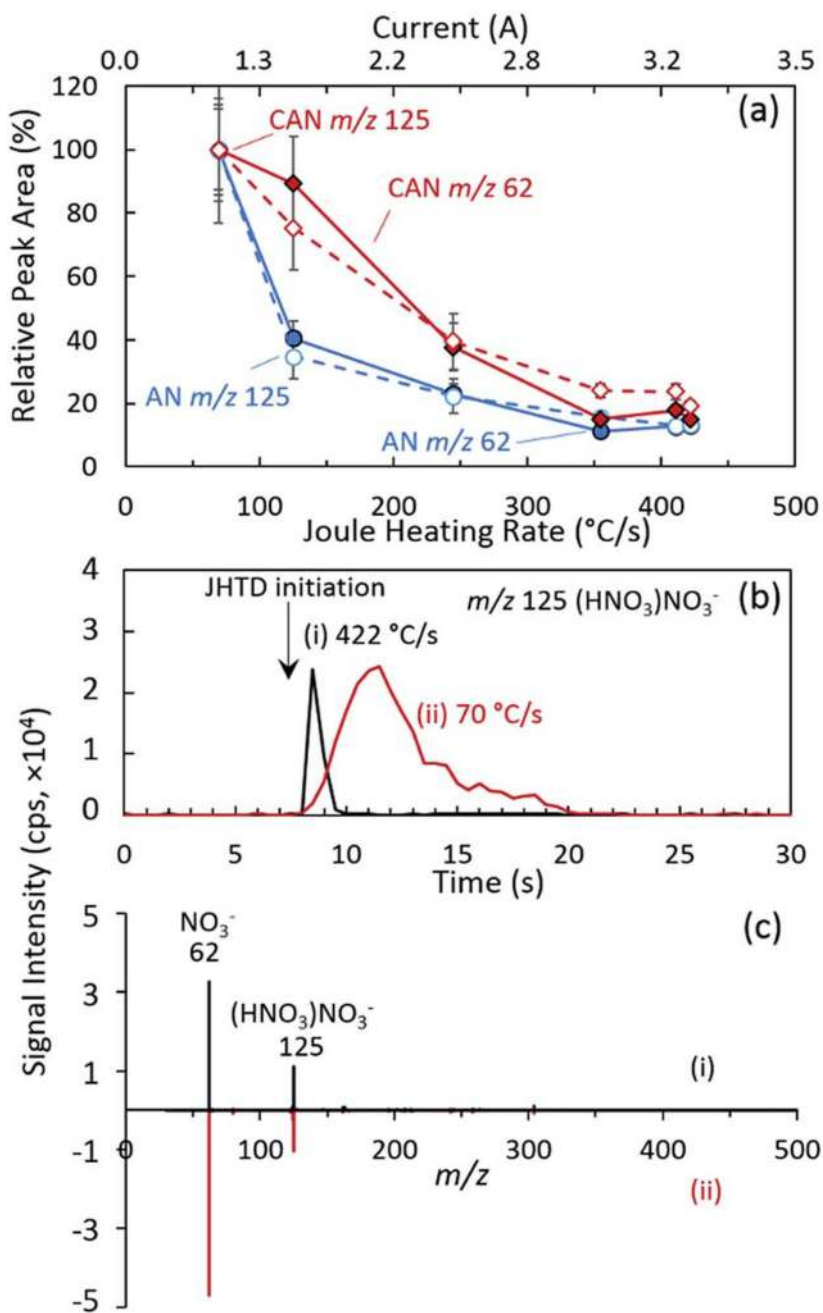 Current (A)
0.0 1.3 2.2 2.8 3.2 3.5
(a)
Relative Peak Area (%)
120
100
80
60
40
20
0
CAN m/z 125
CAN m/z 62
AN m/z 125
AN m/z 62
0 100 200 300 400 500
Joule Heating Rate (°C/s)
Signal Intensity (cps, ×10⁴)
4
3
2
1
0
JHTD initiation
m/z 125 (HNO₃)NO₃⁻
(b)
(i) 422 °C/s
(ii) 70 °C/s
0 5 10 15 20 25 30
Time (s)
5
3
1
-1
-3
-5
(c)
NO₃⁻
62
(HNO₃)NO₃⁻
125
(i)
0 100 200 300 400 500
m/z
(ii)